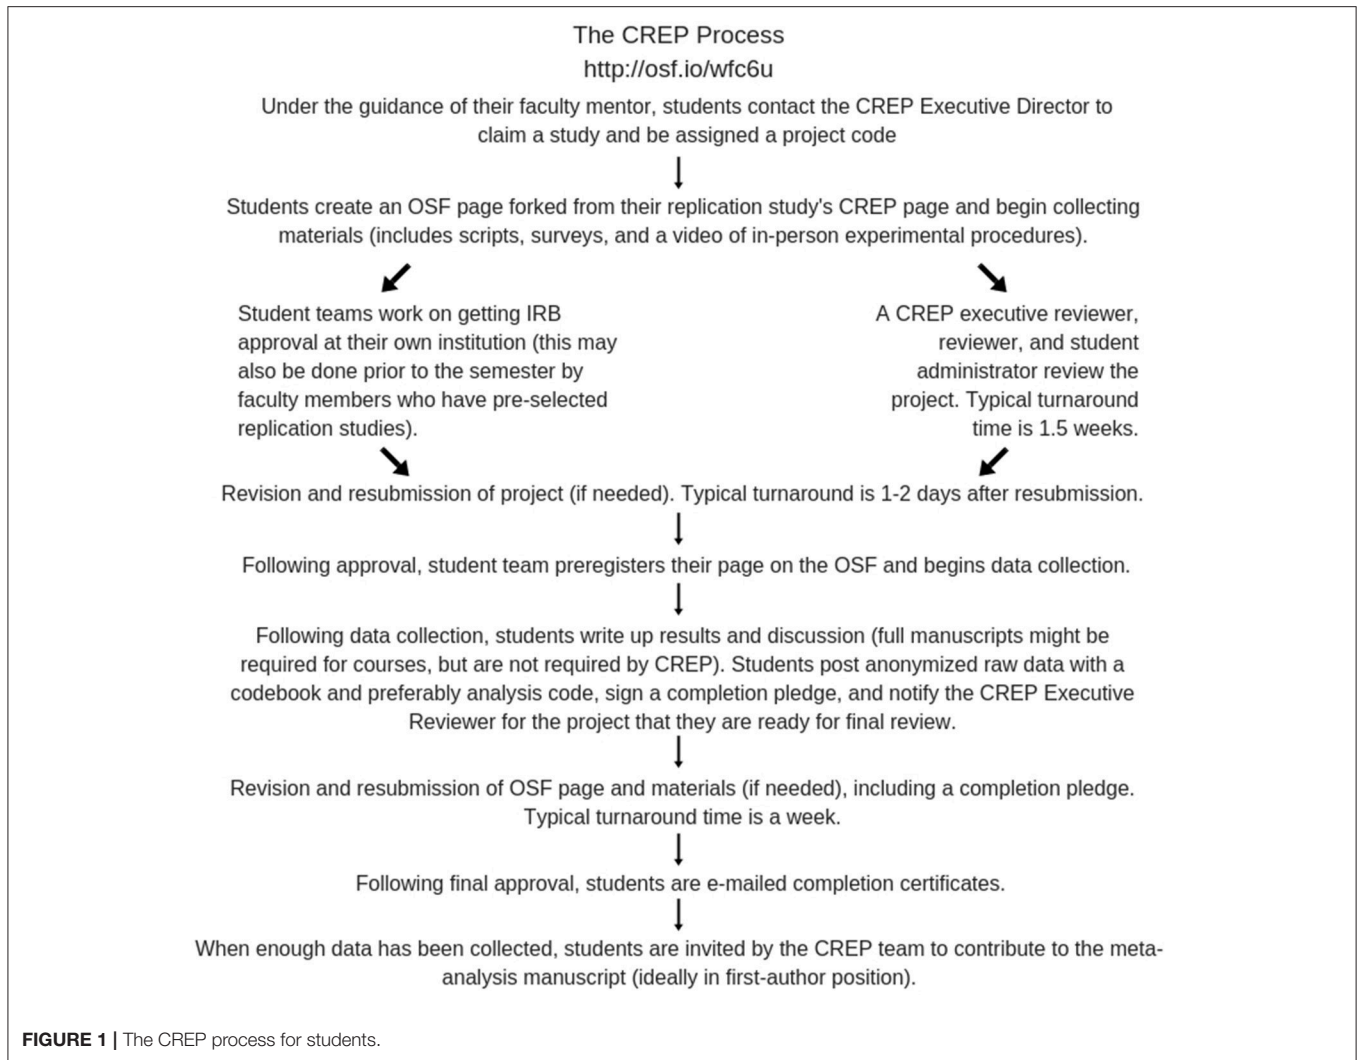 The CREP Process
http://osf.io/wfc6u
Under the guidance of their faculty mentor, students contact the CREP Executive Director to
claim a study and be assigned a project code
Students create an OSF page forked from their replication study's CREP page and begin collecting
materials (includes scripts, surveys, and a video of in-person experimental procedures).
Student teams work on getting IRB
approval at their own institution (this may
also be done prior to the semester by
faculty members who have pre-selected
replication studies).
A CREP executive reviewer,
reviewer, and student
administrator review the
project. Typical turnaround
time is 1.5 weeks.
Revision and resubmission of project (if needed). Typical turnaround is 1-2 days after resubmission.
Following approval, student team preregisters their page on the OSF and begins data collection.
Following data collection, students write up results and discussion (full manuscripts might be
required for courses, but are not required by CREP). Students post anonymized raw data with a
codebook and preferably analysis code, sign a completion pledge, and notify the CREP Executive
Reviewer for the project that they are ready for final review.
Revision and resubmission of OSF page and materials (if needed), including a completion pledge.
Typical turnaround time is a week.
Following final approval, students are e-mailed completion certificates.
When enough data has been collected, students are invited by the CREP team to contribute to the meta-
analysis manuscript (ideally in first-author position).
FIGURE 1 | The CREP process for students.